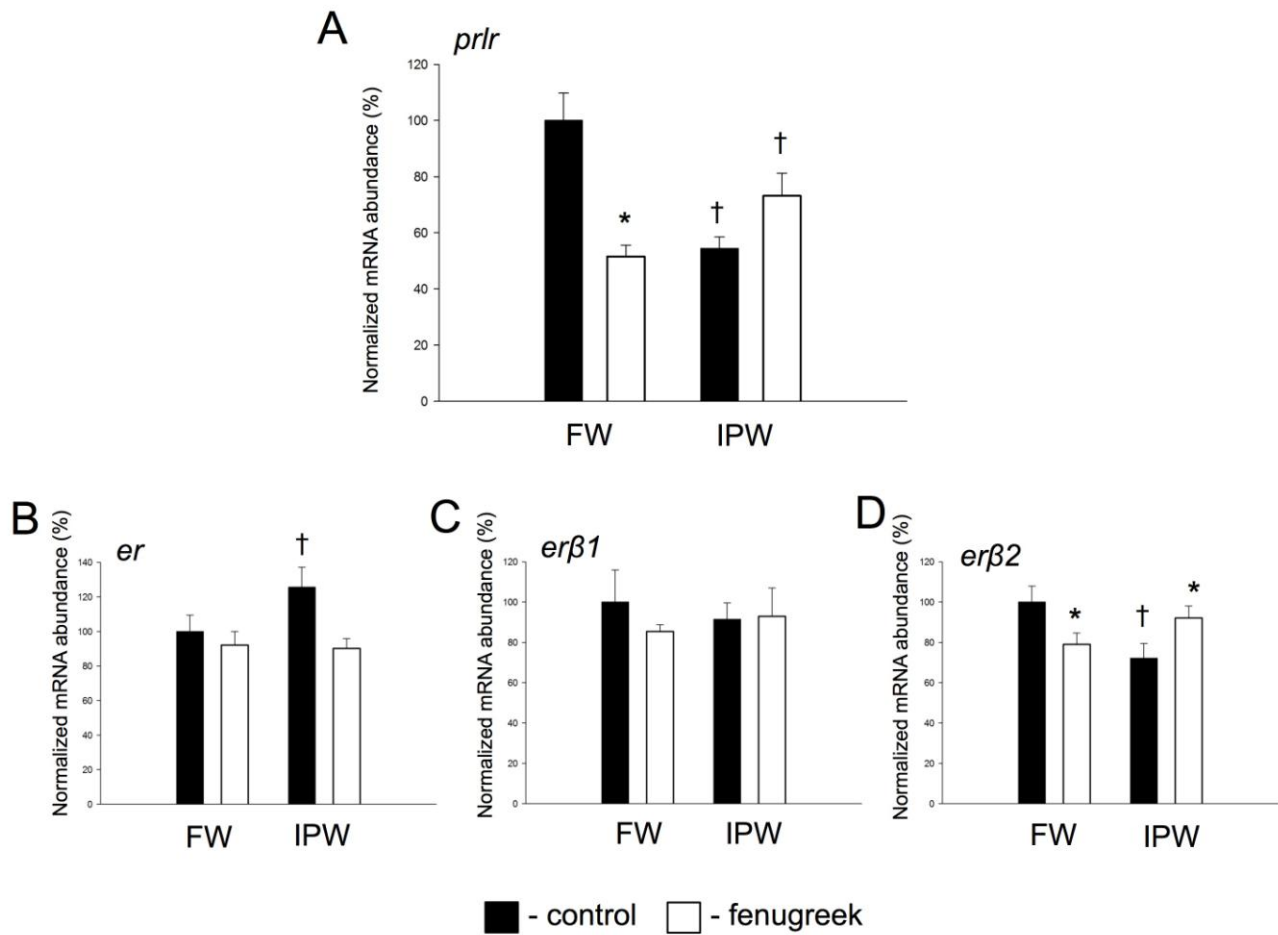 A
prlr
Normalized mRNA abundance (%)
120
100
80
60
40
20
0
*
†
†
FW IPW
B
er
Normalized mRNA abundance (%)
140
120
100
80
60
40
20
0
†
FW IPW
C
erβ1
Normalized mRNA abundance (%)
120
100
80
60
40
20
0
FW IPW
D
erβ2
Normalized mRNA abundance (%)
120
100
80
60
40
20
0
*
†
*
FW IPW
- control - fenugreek